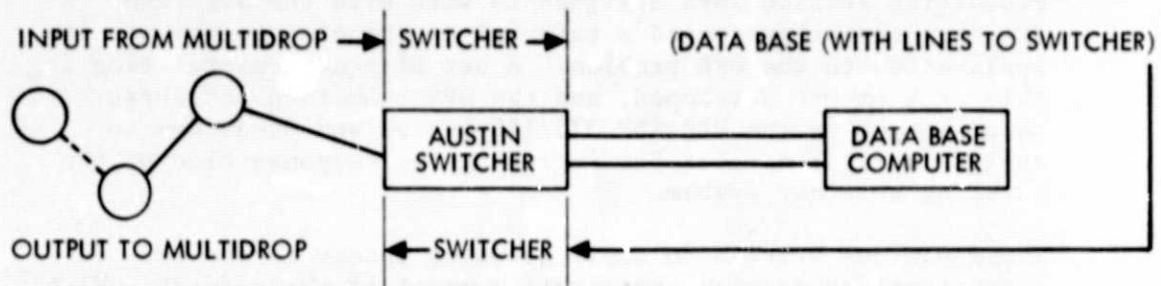 INPUT FROM MULTIDROP SWITCHER (DATA BASE (WITH LINES TO SWITCHER)
AUSTIN
SWITCHER
DATA BASE
COMPUTER
OUTPUT TO MULTIDROP SWITCHER